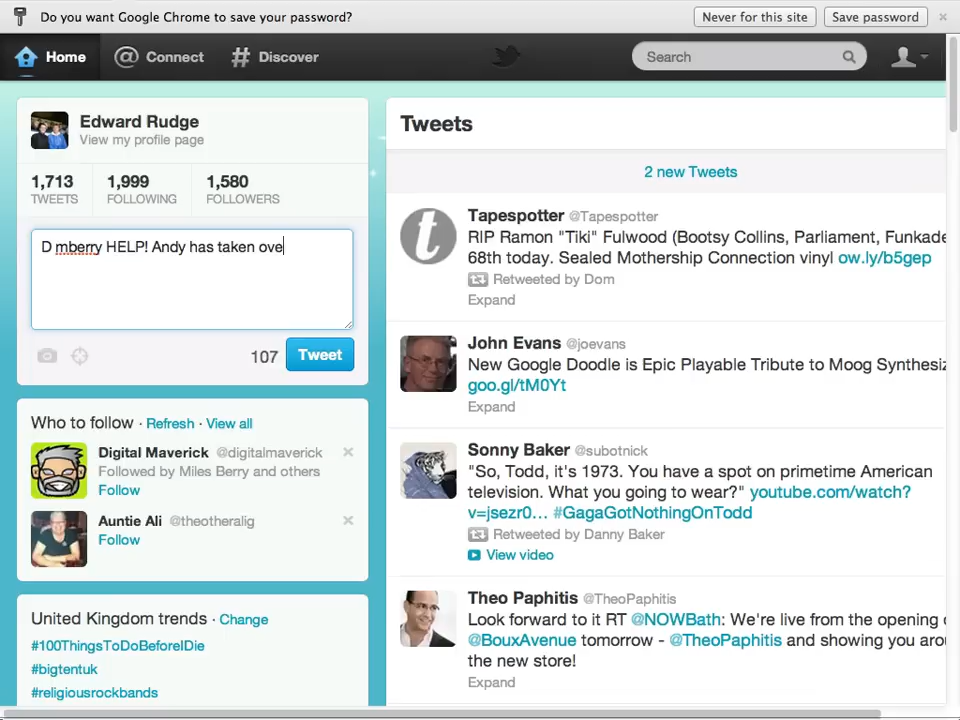 Do you want Google Chrome to save your password?
Never for this site
Save password
Home
Connect
Discover
Search
Edward Rudge
View my profile page
1,713
1,999
1,580
TWEETS
FOLLOWING
FOLLOWERS
D mberry HELP! Andy has taken ove
107
Tweet
Who to follow · Refresh · View all
Digital Maverick @digitalmaverick
Followed by Miles Berry and others
Follow
Auntie Ali @theotheralig
Follow
United Kingdom trends · Change
#100ThingsToDoBeforeIDie
#bigtentuk
#religiousrockbands
Tweets
2 new Tweets
Tapespotter @Tapespotter
RIP Ramon "Tiki" Fulwood (Bootsy Collins, Parliament, Funkade
68th today. Sealed Mothership Connection vinyl ow.ly/b5gep
Retweeted by Dom
Expand
John Evans @joevans
New Google Doodle is Epic Playable Tribute to Moog Synthesiz
goo.gl/tM0Yt
Expand
Sonny Baker @subotnick
"So, Todd, it's 1973. You have a spot on primetime American
television. What you going to wear?" youtube.com/watch?
v=jsezr0… #GagaGotNothingOnTodd
Retweeted by Danny Baker
View video
Theo Paphitis @TheoPaphitis
Look forward to it RT @NOWBath: We're live from the opening o
@BouxAvenue tomorrow - @TheoPaphitis and showing you arou
the new store!
Expand